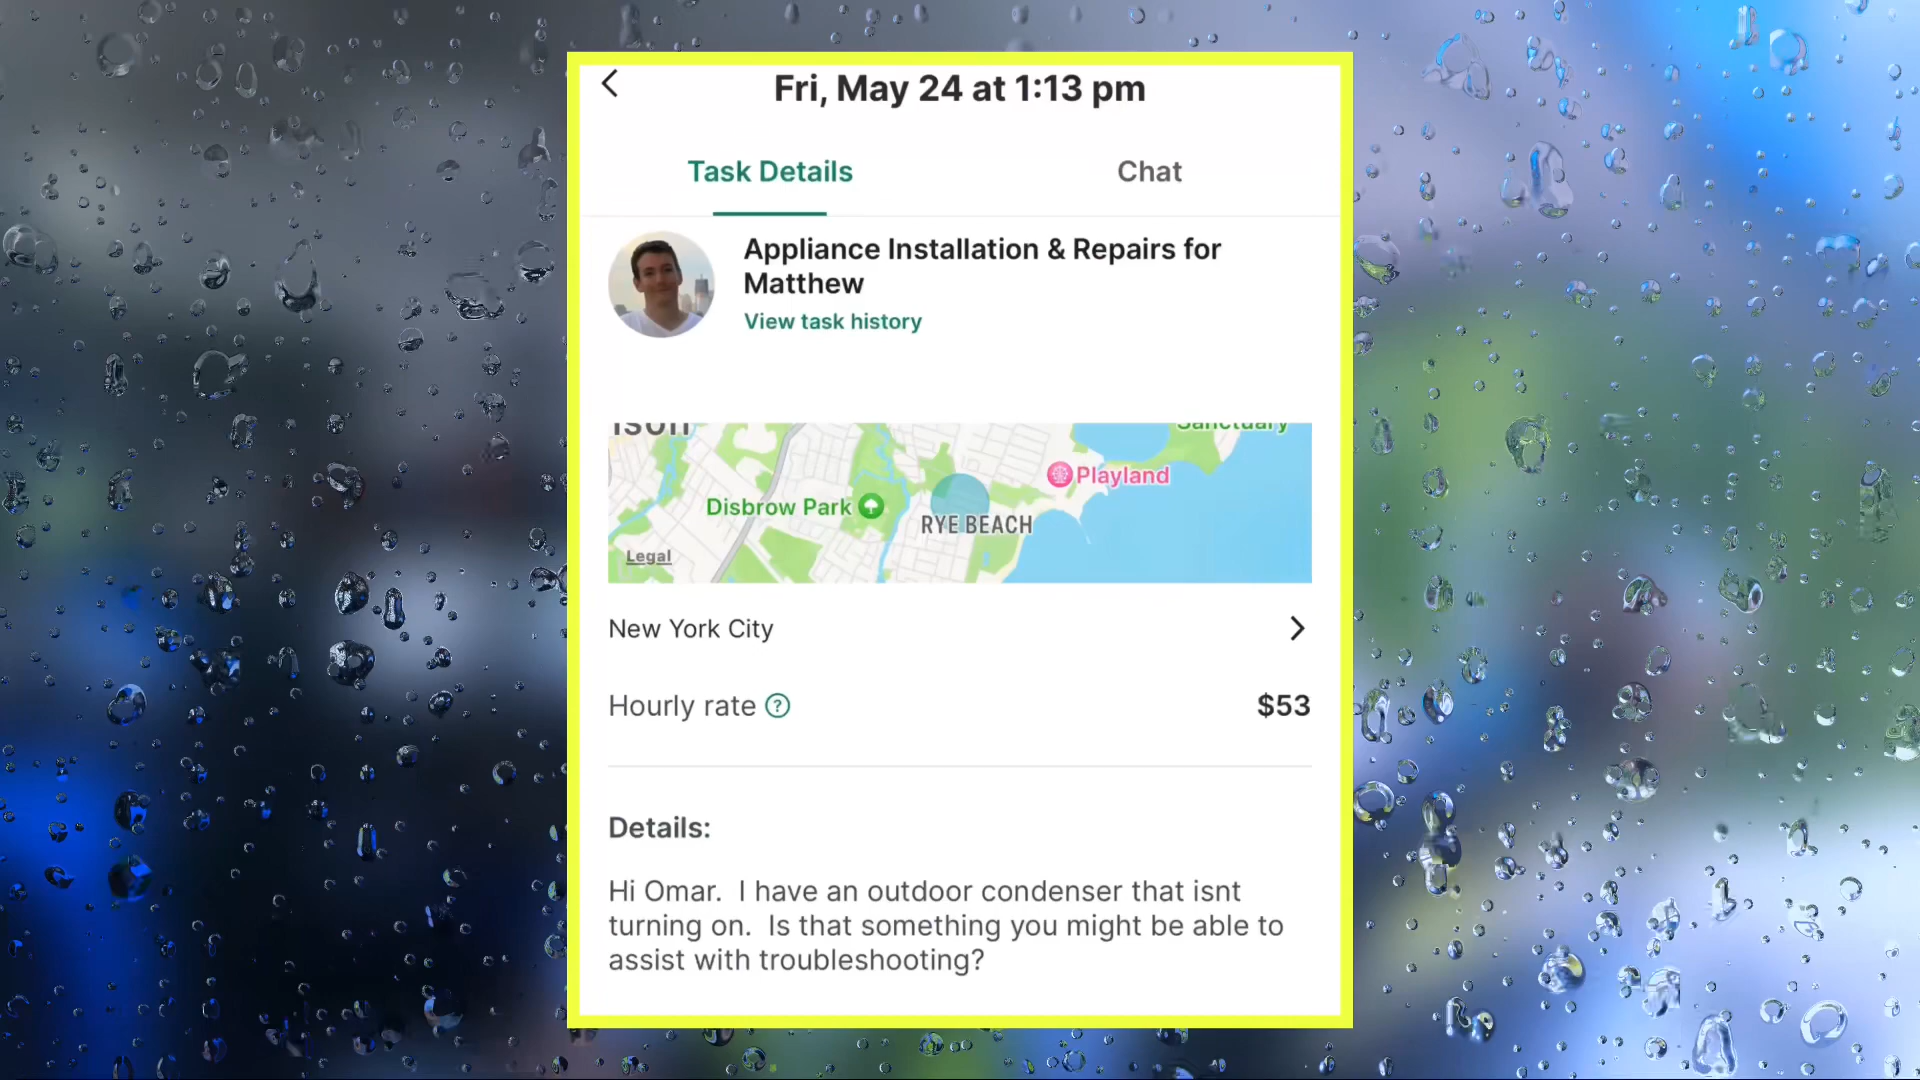 Fri, May 24 at 1:13 pm
Task Details
Chat
Appliance Installation & Repairs for
Matthew
View task history
Sanctuary
Playland
Disbrow Park
RYE BEACH
Legal
New York City
Hourly rate ?
$53
Details:
Hi Omar. I have an outdoor condenser that isnt
turning on. Is that something you might be able to
assist with troubleshooting?